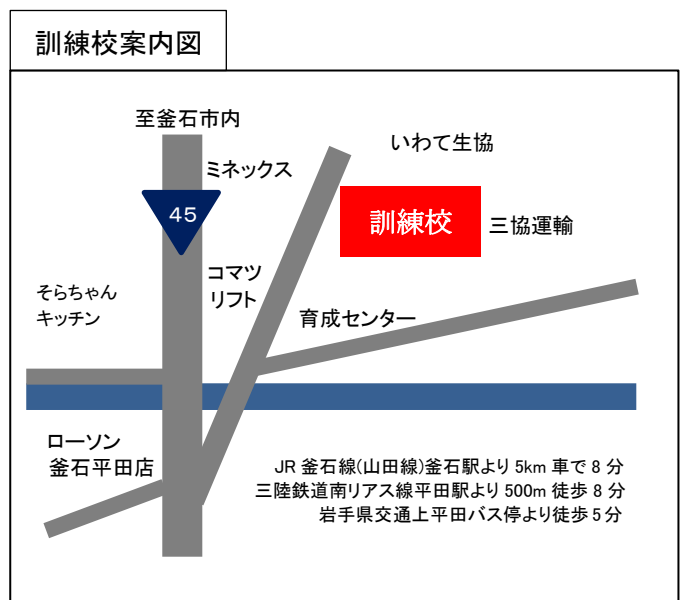 訓練校案内図
至釜石市内
ミネックス
いわて生協
45
訓練校
三協運輸
コマツ
リフト
そらちゃん
キッチン
育成センター
ローソン
釜石平田店
JR 釜石線(山田線)釜石駅より 5km 車で 8 分
三陸鉄道南リアス線平田駅より 500m 徒歩 8 分
岩手県交通上平田バス停より徒歩 5 分